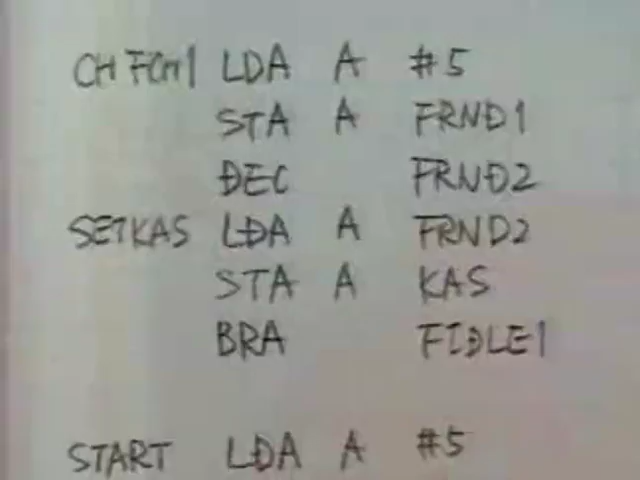 CHFCH1 LDA A #5
STA A FRND1
DEC FRND2
SETKAS LDA A FRND2
STA A KAS
BRA FIDLE1
START LDA A #5